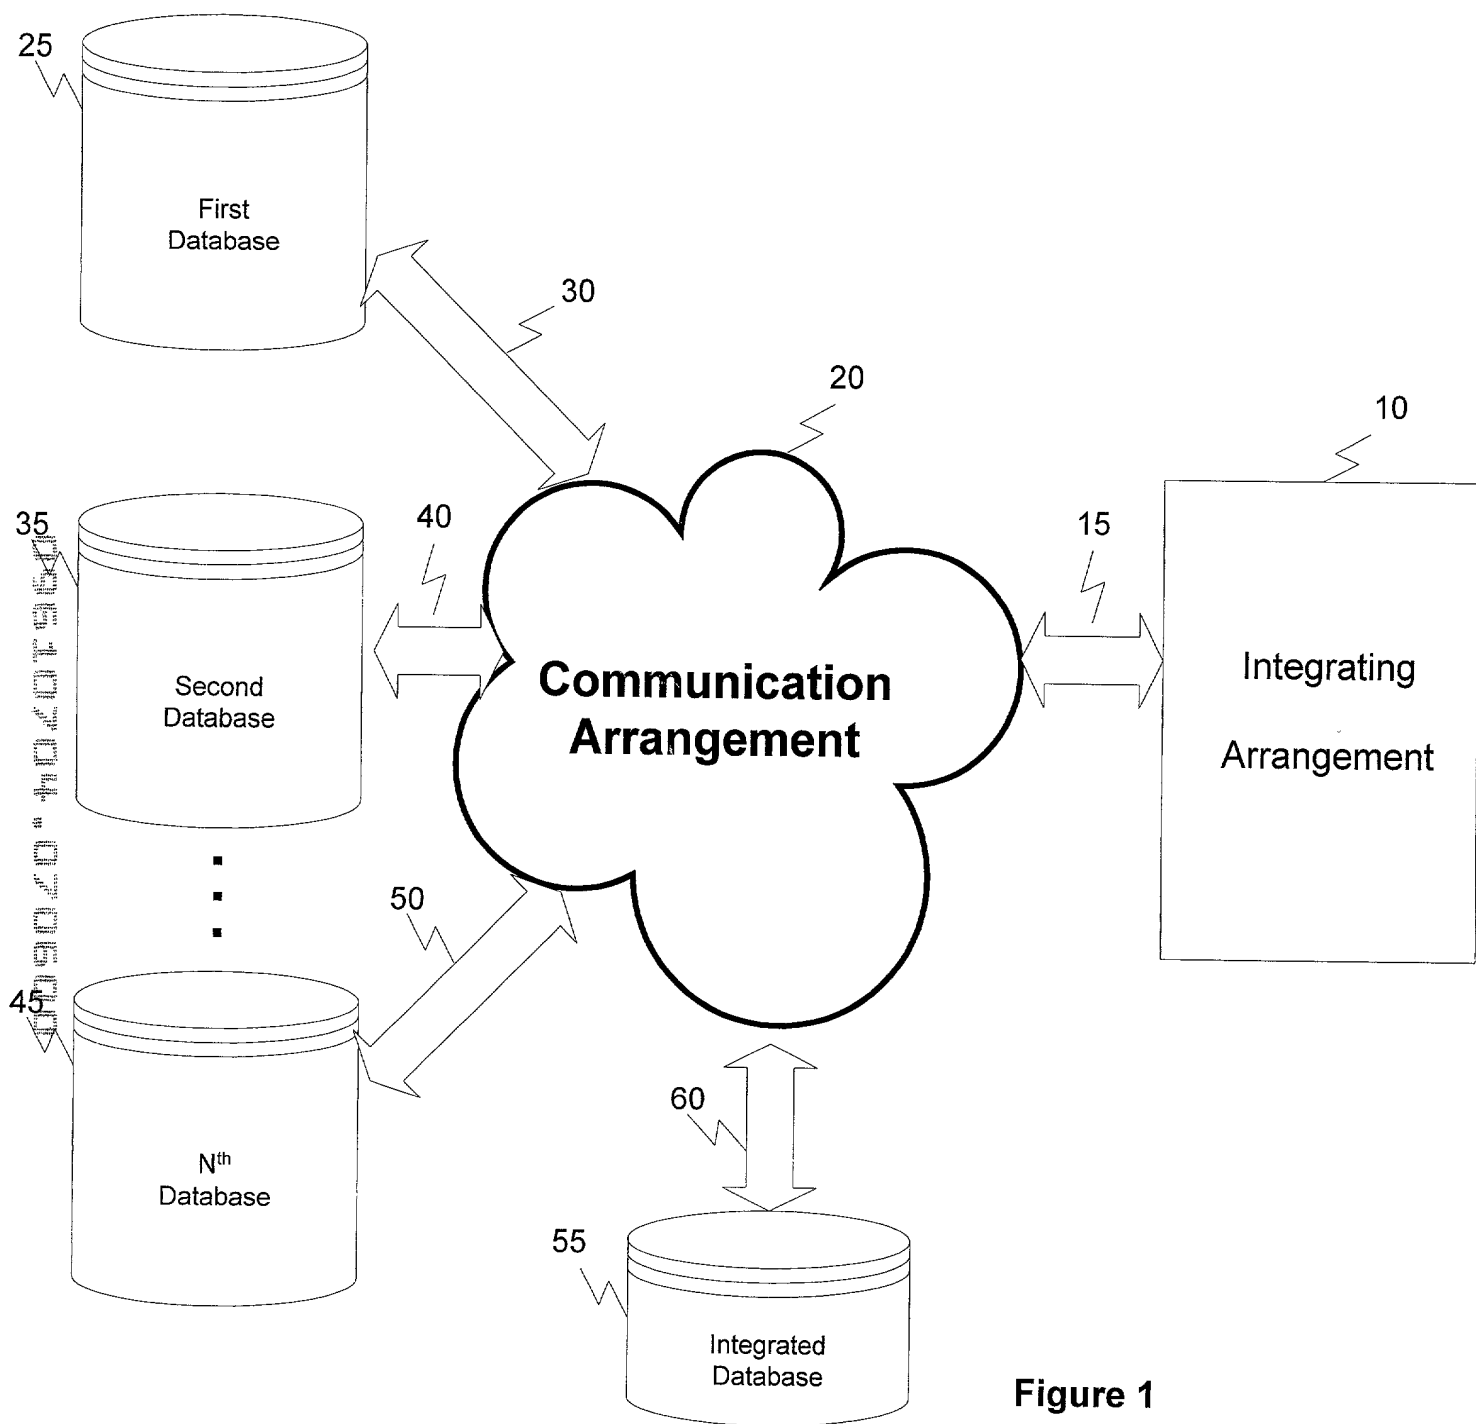 25
First
Database
30
20
10
35
40
15
Second
Database
Communication
Arrangement
Integrating
Arrangement
50
45
Nth
Database
60
55
Integrated
Database
Figure 1